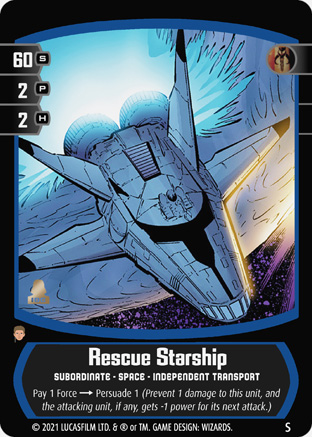 60 S
2 P
2 H
Rescue Starship
SUBORDINATE - SPACE - INDEPENDENT TRANSPORT
Pay 1 Force → Persuade 1 (Prevent 1 damage to this unit, and
the attacking unit, if any, gets -1 power for its next attack.)
© 2021 LUCASFILM LTD. & ® or TM. GAME DESIGN: WIZARDS.
S